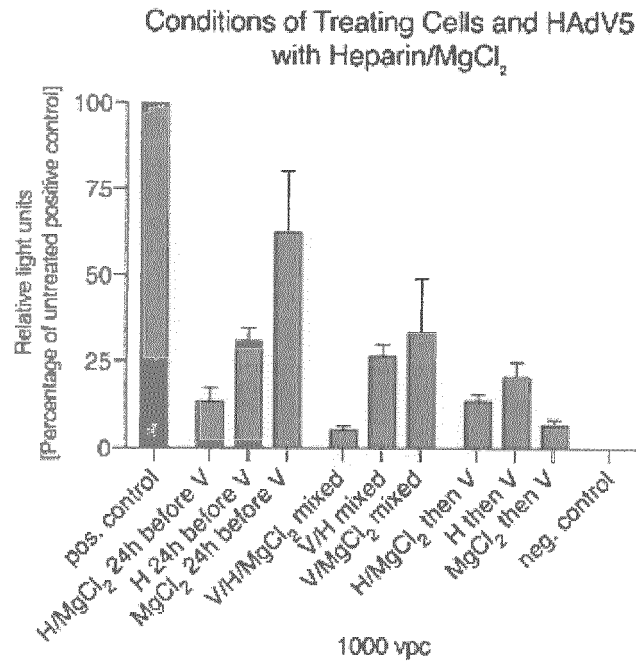 Conditions of Treating Cells and HAdV5
with Heparin/MgCl₂
Relative light units
[Percentage of untreated positive control]
100
75
50
25
0
pos. control
H/MgCl₂ 24h before V
H 24h before V
MgCl₂ 24h before V
V/H/MgCl₂ mixed
V/H mixed
V/MgCl₂ mixed
H/MgCl₂ then V
H then V
MgCl₂ then V
neg. control
1000 vpc